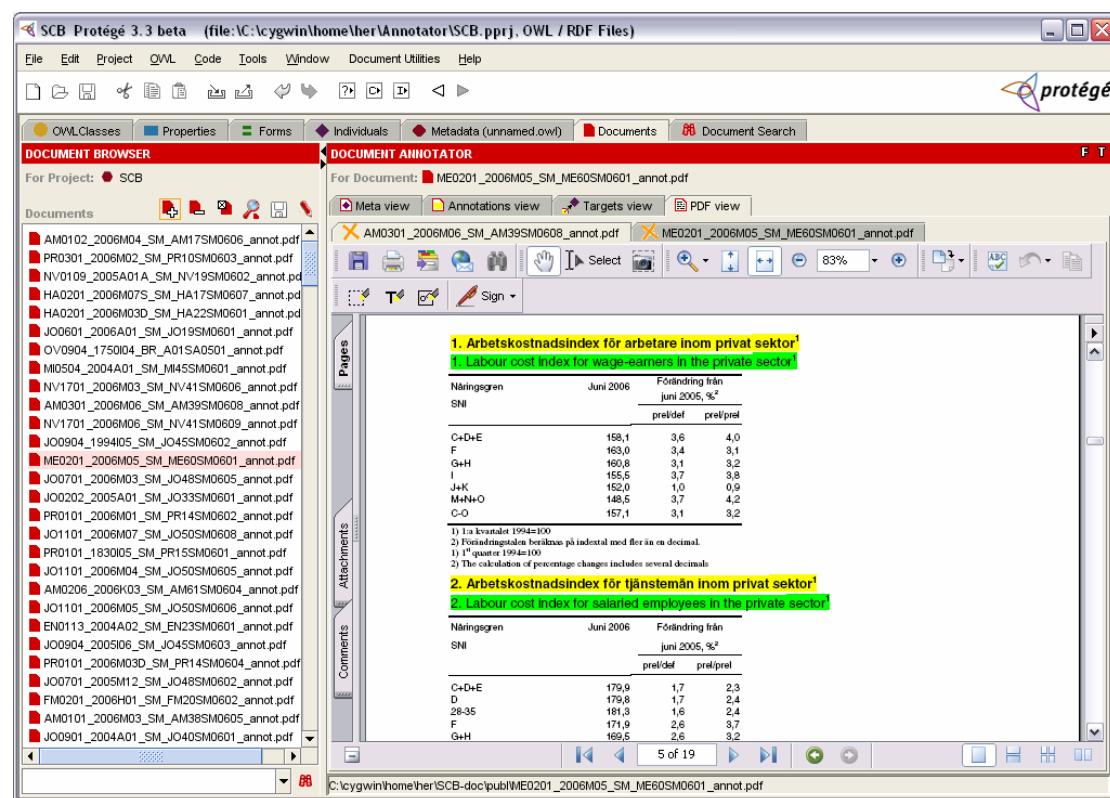 SCB Protégé 3.3 beta (file:\C:\cygwin\home\her\Annotator\SCB.pprj, OWL / RDF Files)
File Edit Project OWL Code Tools Window Document Utilities Help
protégé
OWLClasses Properties Forms Individuals Metadata (unnamed.owl) Documents Document Search
DOCUMENT BROWSER
For Project: SCB
Documents
AM0102_2006M04_SM_AM17SM0606_annot.pdf
PR0301_2006M02_SM_PR10SM0603_annot.pdf
NV0109_2005A01A_SM_NV19SM0602_annot.pd
HA0201_2006M07S_SM_HA17SM0607_annot.pd
HA0201_2006M03D_SM_HA22SM0601_annot.pd
JO0601_2006A01_SM_JO19SM0601_annot.pdf
OV0904_1750I04_BR_A01SA0501_annot.pdf
MI0504_2004A01_SM_MI45SM0601_annot.pdf
NV1701_2006M03_SM_NV41SM0606_annot.pdf
AM0301_2006M06_SM_AM39SM0608_annot.pdf
NV1701_2006M06_SM_NV41SM0609_annot.pdf
JO0904_1994I05_SM_JO45SM0602_annot.pdf
ME0201_2006M05_SM_ME60SM0601_annot.pdf
JO0701_2006M03_SM_JO48SM0605_annot.pdf
JO0202_2005A01_SM_JO33SM0601_annot.pdf
PR0101_2006M01_SM_PR14SM0602_annot.pdf
JO1101_2006M07_SM_JO50SM0608_annot.pdf
PR0101_1830I05_SM_PR15SM0601_annot.pdf
JO1101_2006M04_SM_JO50SM0605_annot.pdf
AM0206_2006K03_SM_AM61SM0604_annot.pdf
JO1101_2006M05_SM_JO50SM0606_annot.pdf
EN0113_2004A02_SM_EN23SM0601_annot.pdf
JO0904_2005I06_SM_JO45SM0603_annot.pdf
PR0101_2006M03D_SM_PR14SM0604_annot.pdf
JO0701_2005M12_SM_JO48SM0602_annot.pdf
FM0201_2006H01_SM_FM20SM0602_annot.pdf
AM0101_2006M03_SM_AM38SM0605_annot.pdf
JO0901_2004A01_SM_JO40SM0601_annot.pdf
DOCUMENT ANNOTATOR F T
For Document: ME0201_2006M05_SM_ME60SM0601_annot.pdf
Meta view Annotations view Targets view PDF view
AM0301_2006M06_SM_AM39SM0608_annot.pdf ME0201_2006M05_SM_ME60SM0601_annot.pdf
Select 83% ABC
T Sign
Pages
Attachments
Comments
1. Arbetskostnadsindex för arbetare inom privat sektor¹
1. Labour cost index for wage-earners in the private sector¹
Näringsgren Juni 2006 Förändring från
SNI juni 2005, %²
prel/def prel/prel
C+D+E 158,1 3,6 4,0
F 163,0 3,4 3,1
G+H 160,8 3,1 3,2
I 155,5 3,7 3,8
J+K 152,0 1,0 0,9
M+N+O 148,5 3,7 4,2
C-O 157,1 3,1 3,2
1) 1:a kvartalet 1994=100
2) Förändringstalen beräknas på indextal med fler än en decimal.
1) 1st quarter 1994=100
2) The calculation of percentage changes includes several decimals
2. Arbetskostnadsindex för tjänstemän inom privat sektor¹
2. Labour cost index for salaried employees in the private sector¹
Näringsgren Juni 2006 Förändring från
SNI juni 2005, %²
prel/def prel/prel
C+D+E 179,9 1,7 2,3
D 179,8 1,7 2,4
28-35 181,3 1,6 2,4
F 171,9 2,6 3,7
G+H 169,5 2,6 3,2
5 of 19
C:\cygwin\home\her\SCB-doc\publ\ME0201_2006M05_SM_ME60SM0601_annot.pdf